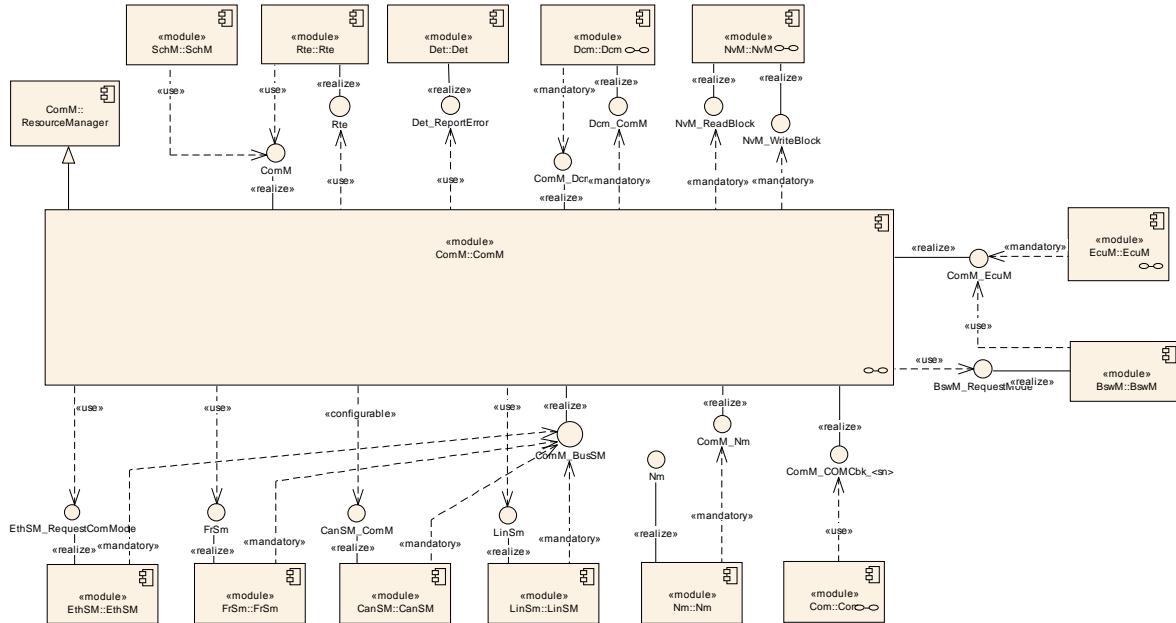 «module»
SchM::SchM
«module»
Rte::Rte
«module»
Det::Det
«module»
Dcm::Dcm
«module»
NvM::NvM
ComM::
ResourceManager
«use»
«use»
«realize»
Rte
«realize»
Det_ReportError
«mandatory»
«realize»
Dcm_ComM
«realize»
NvM_ReadBlock
«realize»
NvM_WriteBlock
ComM
«realize»
«use»
«use»
ComM_Dcm
«realize»
«mandatory»
«mandatory»
«mandatory»
«module»
ComM::ComM
«realize»
ComM_EcuM
«mandatory»
«module»
EcuM::EcuM
«use»
«use»
BswM_RequestMode
«realize»
«module»
BswM::BswM
«use»
«use»
«configurable»
«use»
«realize»
ComM_BusSM
«realize»
ComM_Nm
«realize»
ComM_COMCbk_<sn>
Nm
EthSM_RequestComMode
«realize»
«mandatory»
FrSm
«realize»
«mandatory»
CanSM_ComM
«realize»
«mandatory»
LinSm
«realize»
«mandatory»
«realize»
«mandatory»
«use»
«module»
EthSM::EthSM
«module»
FrSm::FrSm
«module»
CanSM::CanSM
«module»
LinSm::LinSM
«module»
Nm::Nm
«module»
Com::Com